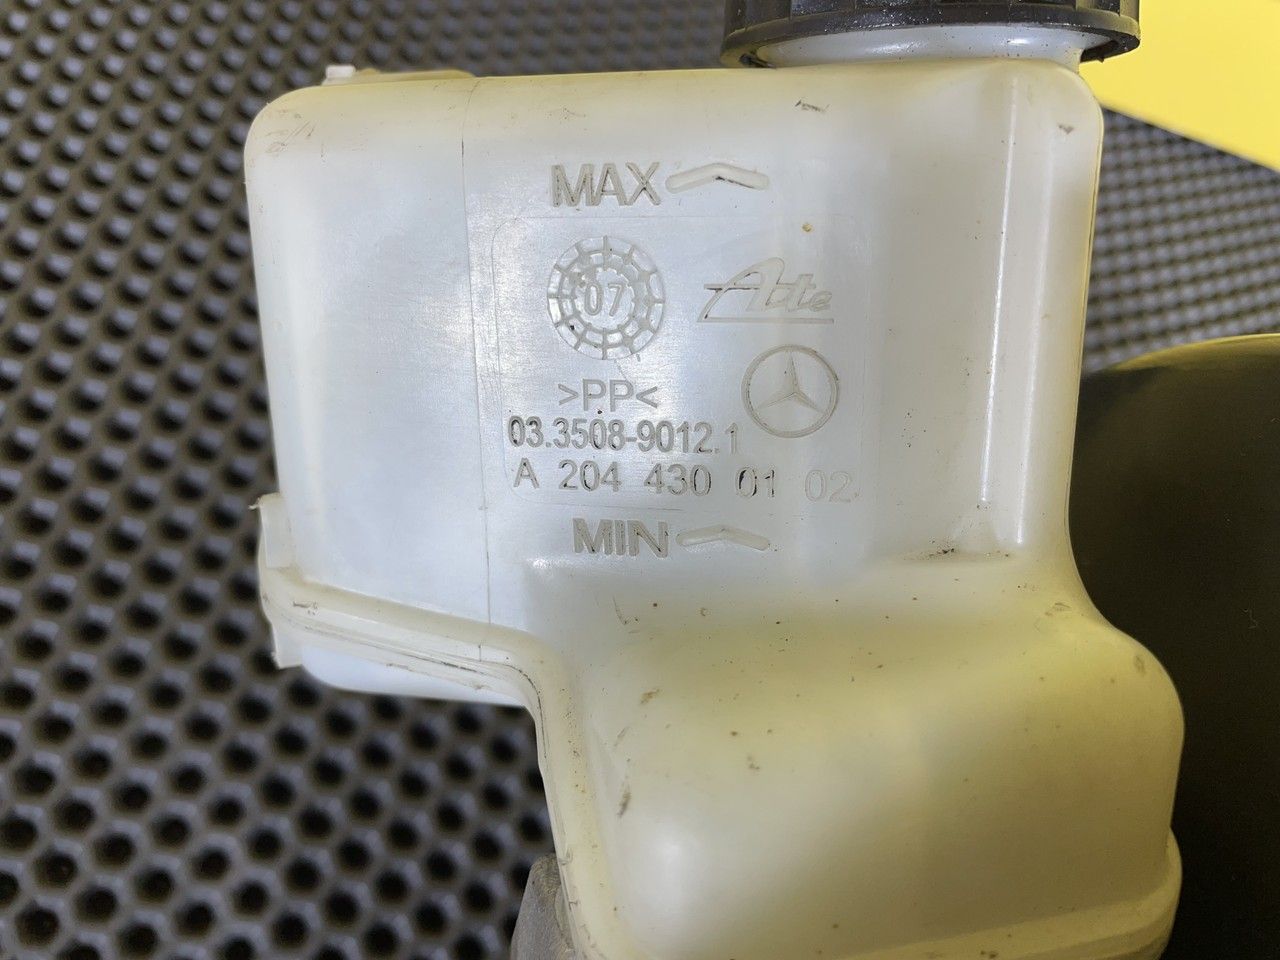 MAX
07
Ate
>PP<
03.3508-9012.1
A 204 430 01 02
MIN